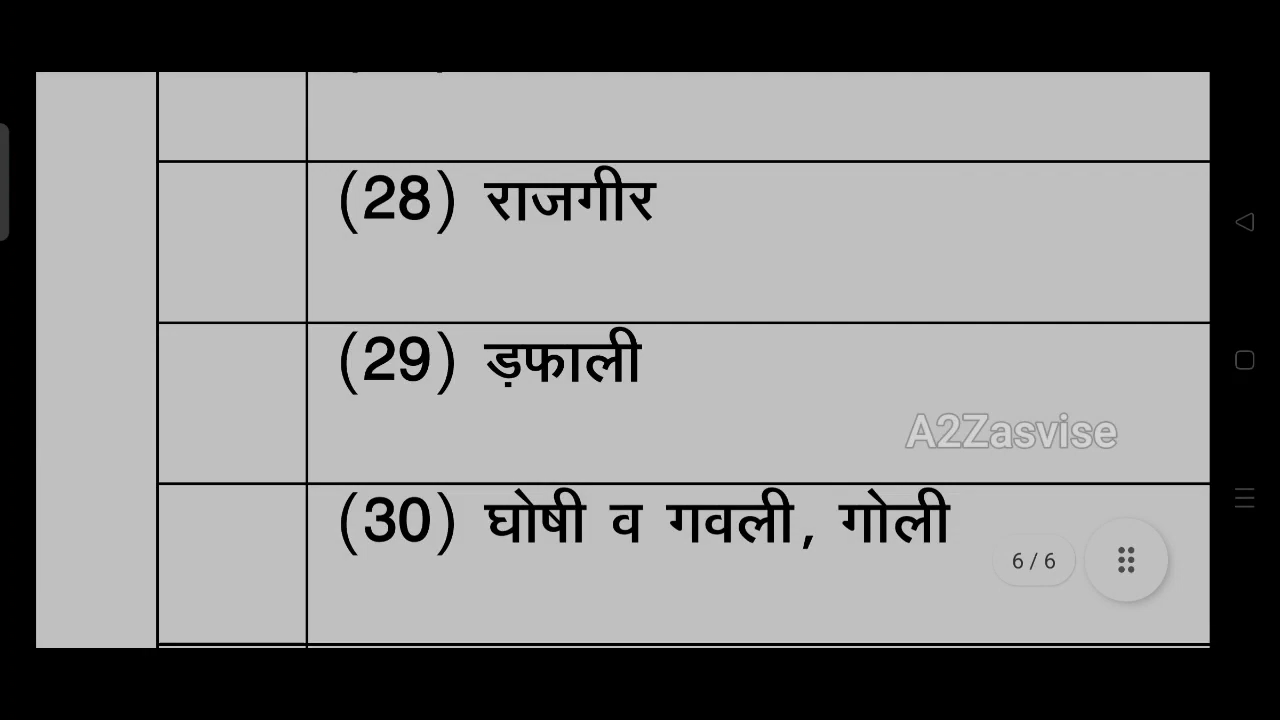 (28) राजगीर
(29) ड़फाली
A2Zasvise
(30) घोषी व गवली, गोली
6 / 6